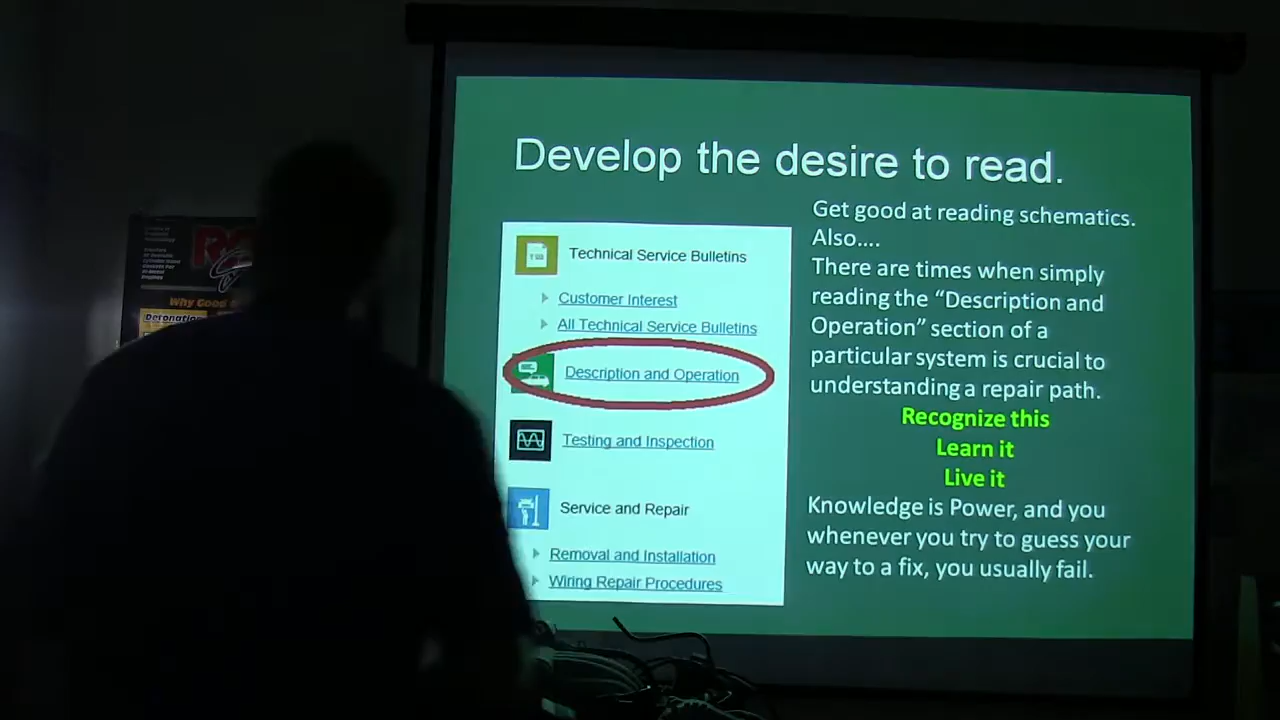 Develop the desire to read.
Technical Service Bulletins
Customer Interest
All Technical Service Bulletins
Description and Operation
Testing and Inspection
Service and Repair
Removal and Installation
Wiring Repair Procedures
Get good at reading schematics.
Also....
There are times when simply
reading the “Description and
Operation” section of a
particular system is crucial to
understanding a repair path.
Recognize this
Learn it
Live it
Knowledge is Power, and you
whenever you try to guess your
way to a fix, you usually fail.
Why Good
Detonation